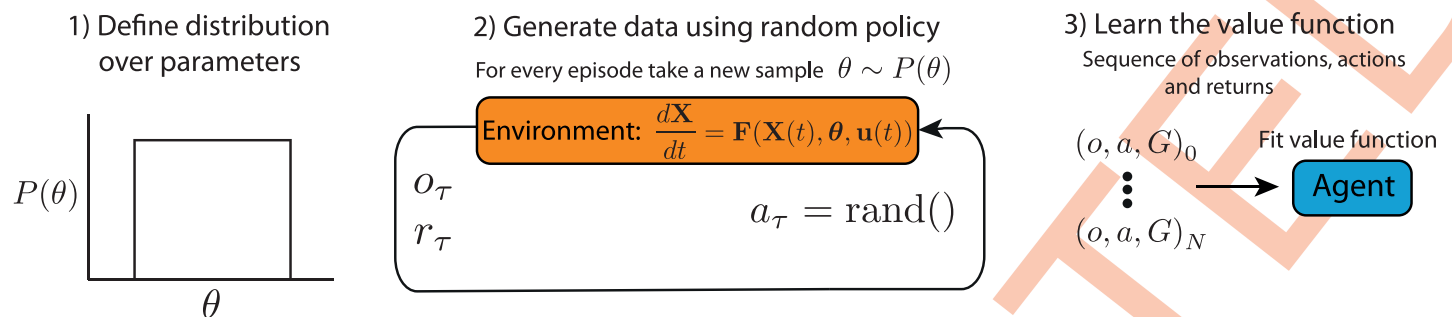 1) Define distribution
over parameters
P(θ)
θ
2) Generate data using random policy
For every episode take a new sample θ ∼ P(θ)
Environment: dX/dt = F(X(t), θ, u(t))
o_τ
r_τ
a_τ = rand()
3) Learn the value function
Sequence of observations, actions
and returns
(o, a, G)_0
(o, a, G)_N
Fit value function
Agent